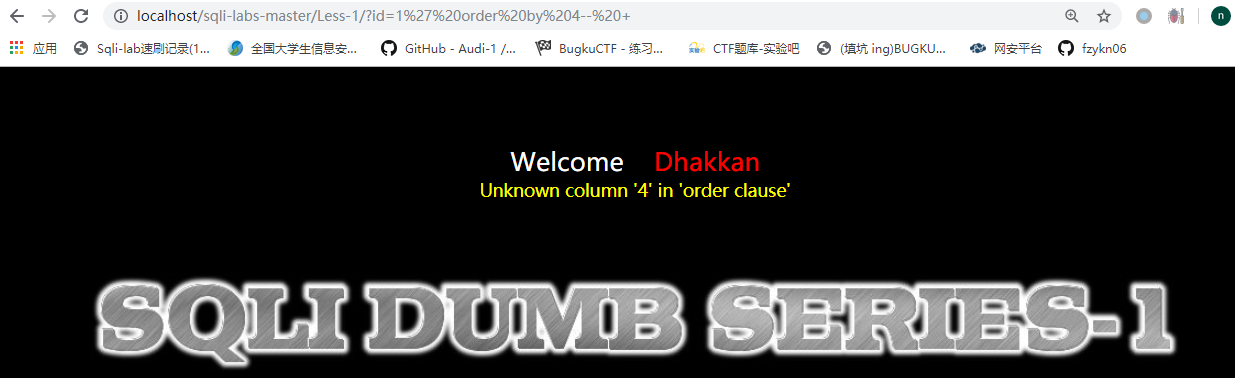 localhost/sqli-labs-master/Less-1/?id=1%27%20order%20by%204--%20+
n
应用 Sqli-lab速刷记录(1... 全国大学生信息安... GitHub - Audi-1 /... BugkuCTF - 练习... CTF题库-实验吧 (填坑 ing)BUGKU... 网安平台 fzykn06
Welcome Dhakkan
Unknown column '4' in 'order clause'
SQLI DUMB SERIES-1